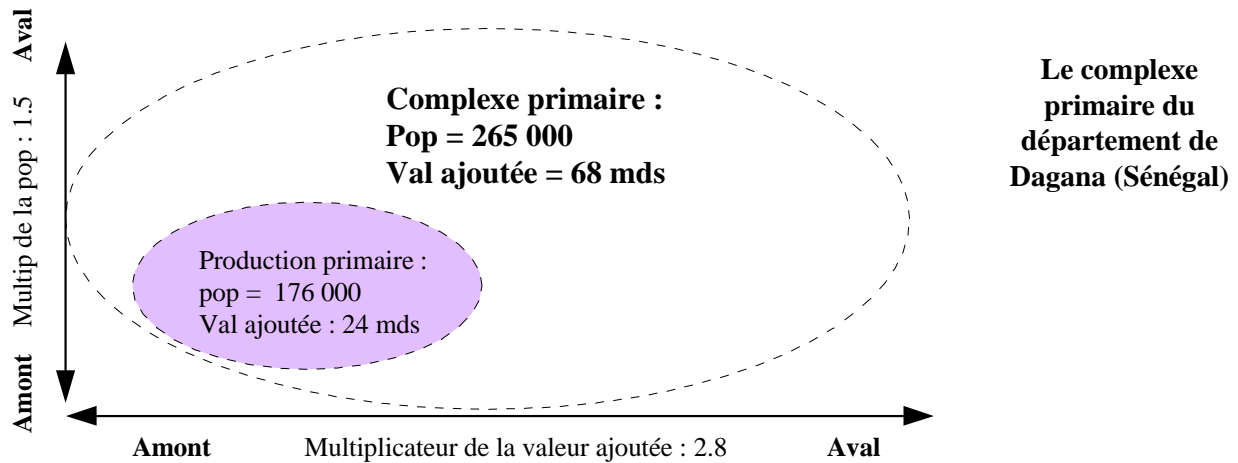 Aval
Multip de la pop : 1.5
Amont
Complexe primaire :
Pop = 265 000
Val ajoutée = 68 mds
Production primaire :
pop = 176 000
Val ajoutée : 24 mds
Le complexe
primaire du
département de
Dagana (Sénégal)
Amont Multiplicateur de la valeur ajoutée : 2.8 Aval